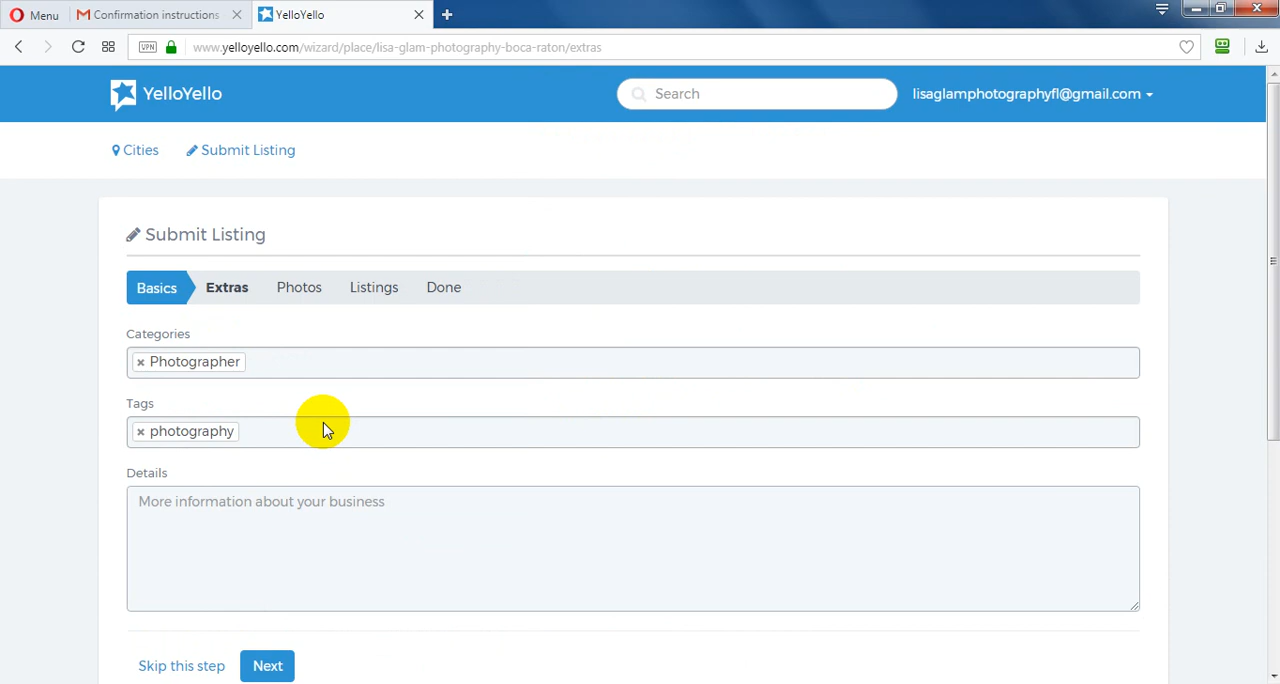 Menu
Confirmation instructions
YelloYello
VPN
www.yelloyello.com/wizard/place/lisa-glam-photography-boca-raton/extras
YelloYello
Search
lisaglamphotographyfl@gmail.com
Cities
Submit Listing
Submit Listing
Basics Extras Photos Listings Done
Categories
× Photographer
Tags
× photography
Details
More information about your business
Skip this step
Next